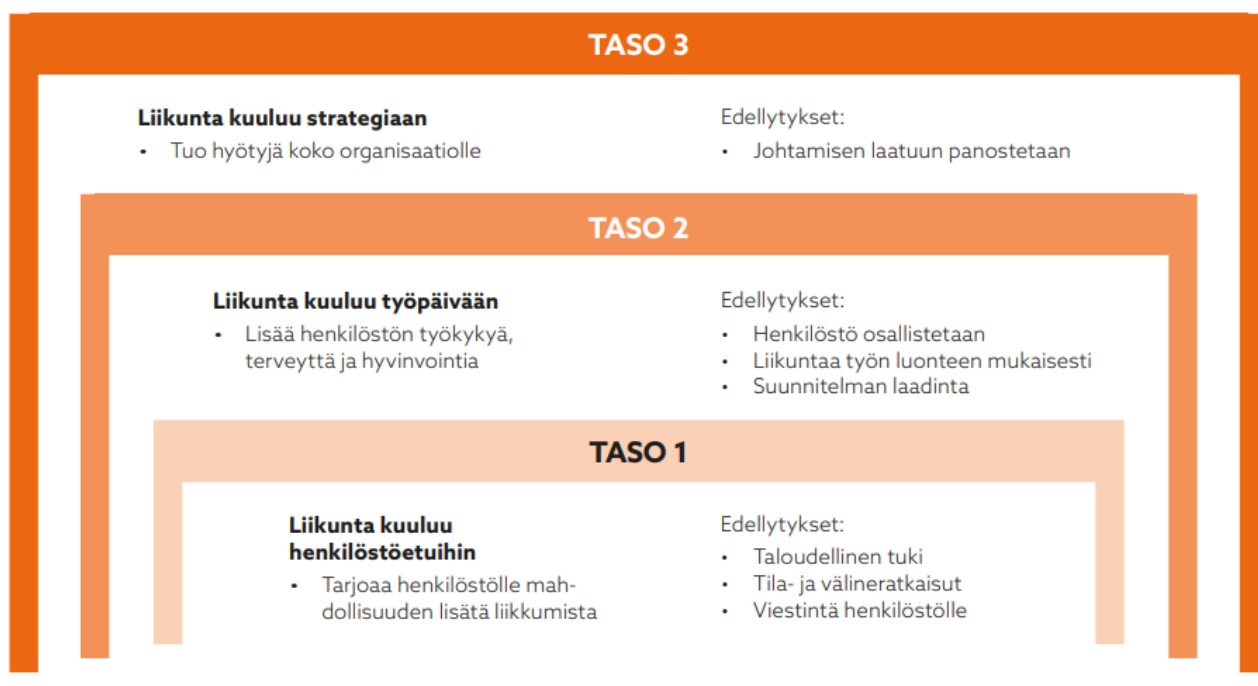 TASO 3
Liikunta kuuluu strategiaan
• Tuo hyötyjä koko organisaatiolle
Edellytykset:
• Johtamisen laatuun panostetaan
TASO 2
Liikunta kuuluu työpäivään
• Lisää henkilöstön työkykyä,
terveyttä ja hyvinvointia
Edellytykset:
• Henkilöstö osallistetaan
• Liikuntaa työn luonteen mukaisesti
• Suunnitelman laadinta
TASO 1
Liikunta kuuluu
henkilöstöetuihin
• Tarjoaa henkilöstölle mah-
dollisuuden lisätä liikkumista
Edellytykset:
• Taloudellinen tuki
• Tila- ja välineratkaisut
• Viestintä henkilöstölle